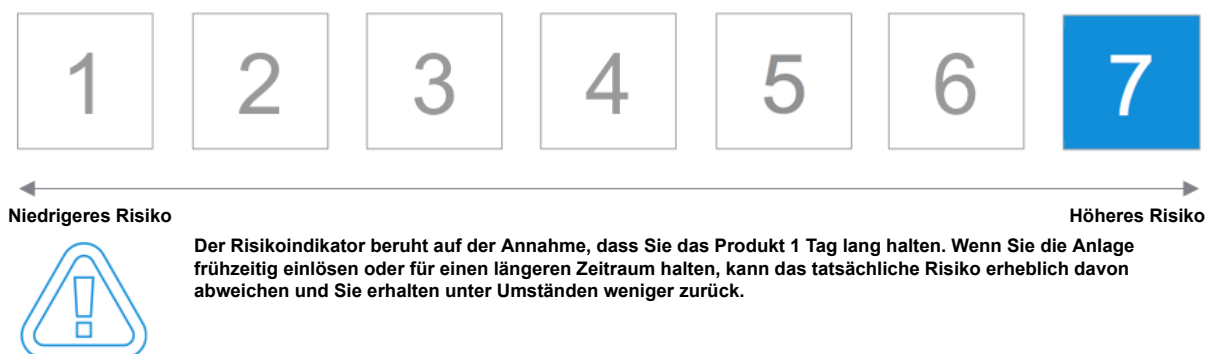 1 2 3 4 5 6 7
Niedrigeres Risiko Höheres Risiko
Der Risikoindikator beruht auf der Annahme, dass Sie das Produkt 1 Tag lang halten. Wenn Sie die Anlage
frühzeitig einlösen oder für einen längeren Zeitraum halten, kann das tatsächliche Risiko erheblich davon
abweichen und Sie erhalten unter Umständen weniger zurück.